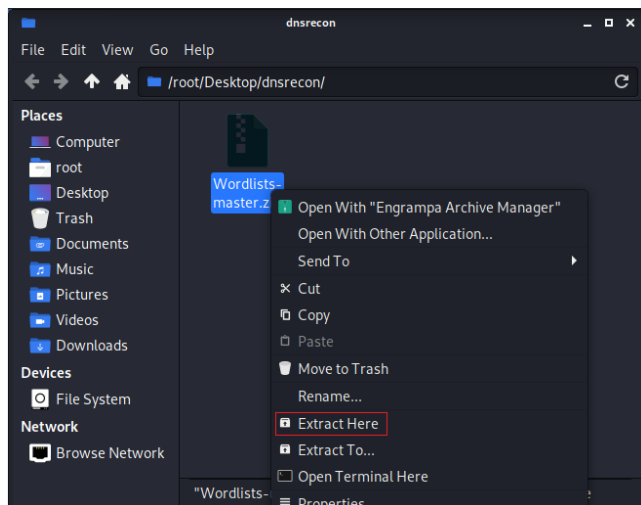 dnsrecon
File Edit View Go Help
/root/Desktop/dnsrecon/
Places
Computer
root
Desktop
Trash
Documents
Music
Pictures
Videos
Downloads
Devices
File System
Network
Browse Network
Wordlists-
master.z
Open With "Engrampa Archive Manager"
Open With Other Application...
Send To
Cut
Copy
Paste
Move to Trash
Rename...
Extract Here
Extract To...
Open Terminal Here
Properties
"Wordlists-